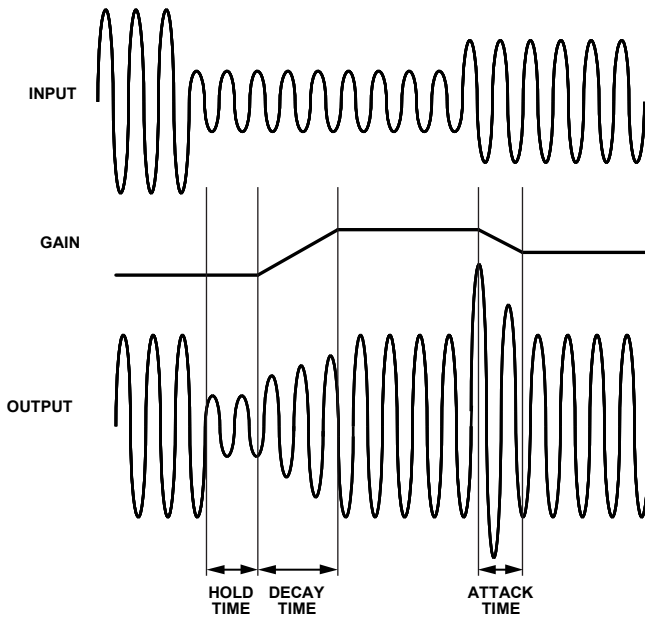 INPUT
GAIN
OUTPUT
HOLD
TIME
DECAY
TIME
ATTACK
TIME